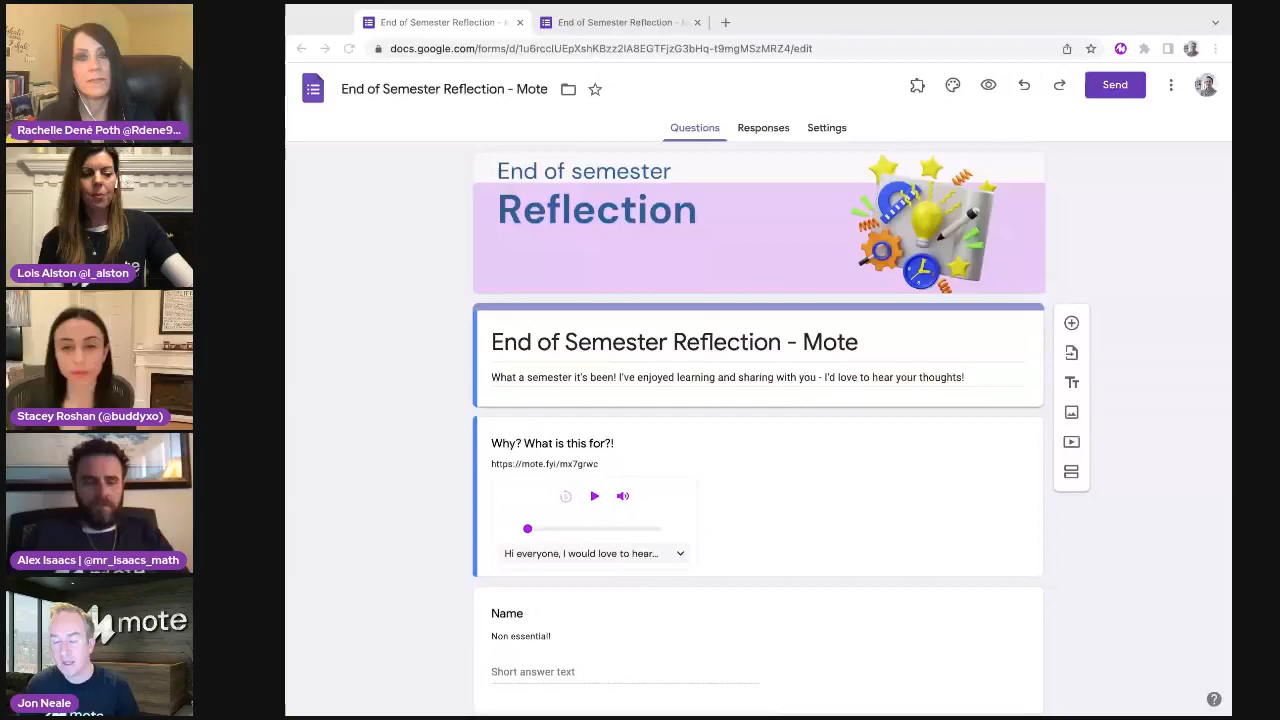 Rachelle Dené Poth @Rdene9...
Lois Alston @l_alston
Stacey Roshan (@buddyxo)
Alex Isaacs | @mr_isaacs_math
mote
Jon Neale
mote
End of Semester Reflection -
End of Semester Reflection -
docs.google.com/forms/d/1u6rcclUEpXshKBzz2IA8EGTFjzG3bHq-t9mgMSzMRZ4/edit
End of Semester Reflection - Mote
Send
Questions
Responses
Settings
End of semester
Reflection
End of Semester Reflection - Mote
What a semester it's been! I've enjoyed learning and sharing with you - I'd love to hear your thoughts!
Why? What is this for?!
https://mote.fyi/mx7grwc
5
Hi everyone, I would love to hear...
Name
Non essential!
Short answer text